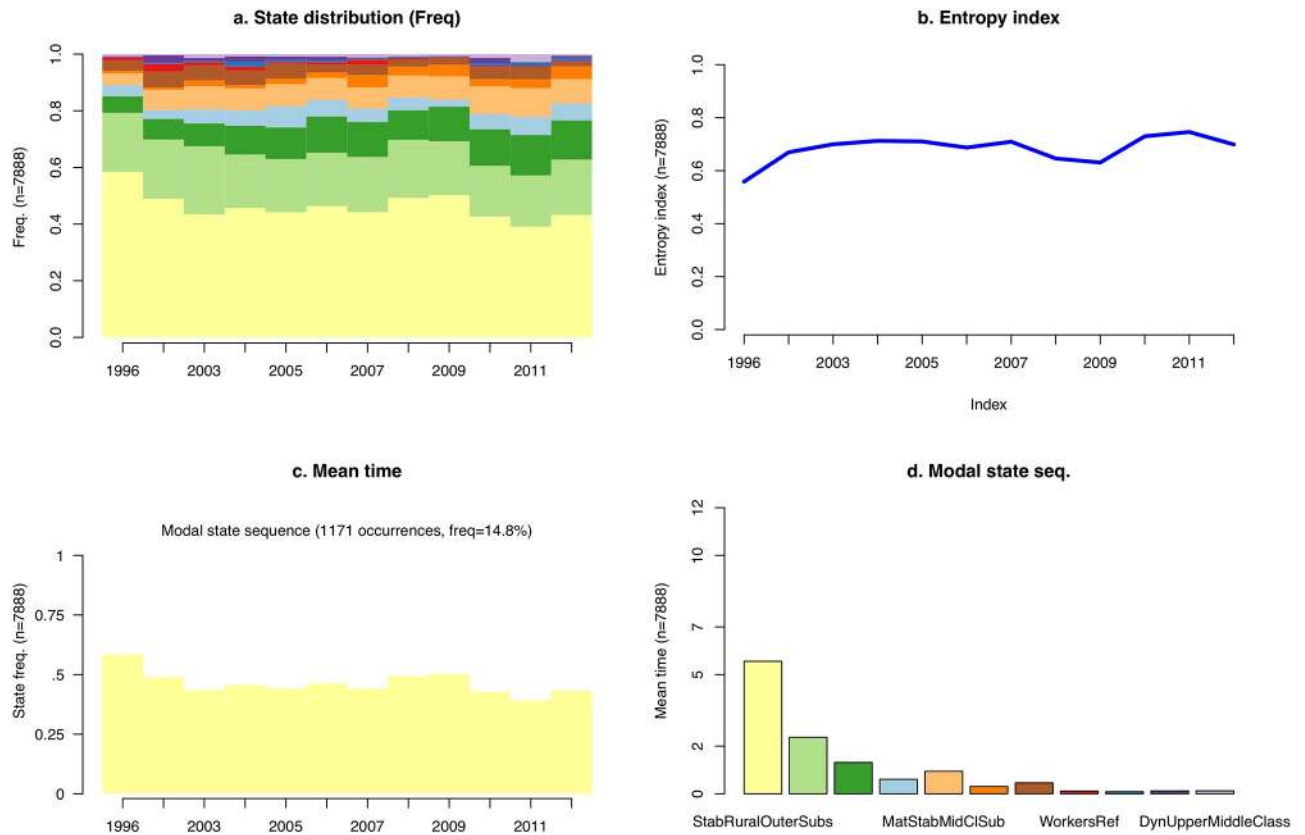 a. State distribution (Freq)
Freq. (n=7888)
1.0
0.8
0.6
0.4
0.2
0.0
1996 2003 2005 2007 2009 2011
b. Entropy index
Entropy index (n=7888)
1.0
0.8
0.6
0.4
0.2
0.0
1996 2003 2005 2007 2009 2011
Index
c. Mean time
Modal state sequence (1171 occurrences, freq=14.8%)
State freq. (n=7888)
1
0.75
.5
0.25
0
1996 2003 2005 2007 2009 2011
d. Modal state seq.
Mean time (n=7888)
12
10
7
5
2
0
StabRuralOuterSubs MatStabMidClSub WorkersRef DynUpperMiddleClass